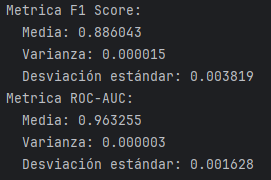 Metrica F1 Score:
Media: 0.886043
Varianza: 0.000015
Desviación estándar: 0.003819
Metrica ROC-AUC:
Media: 0.963255
Varianza: 0.000003
Desviación estándar: 0.001628